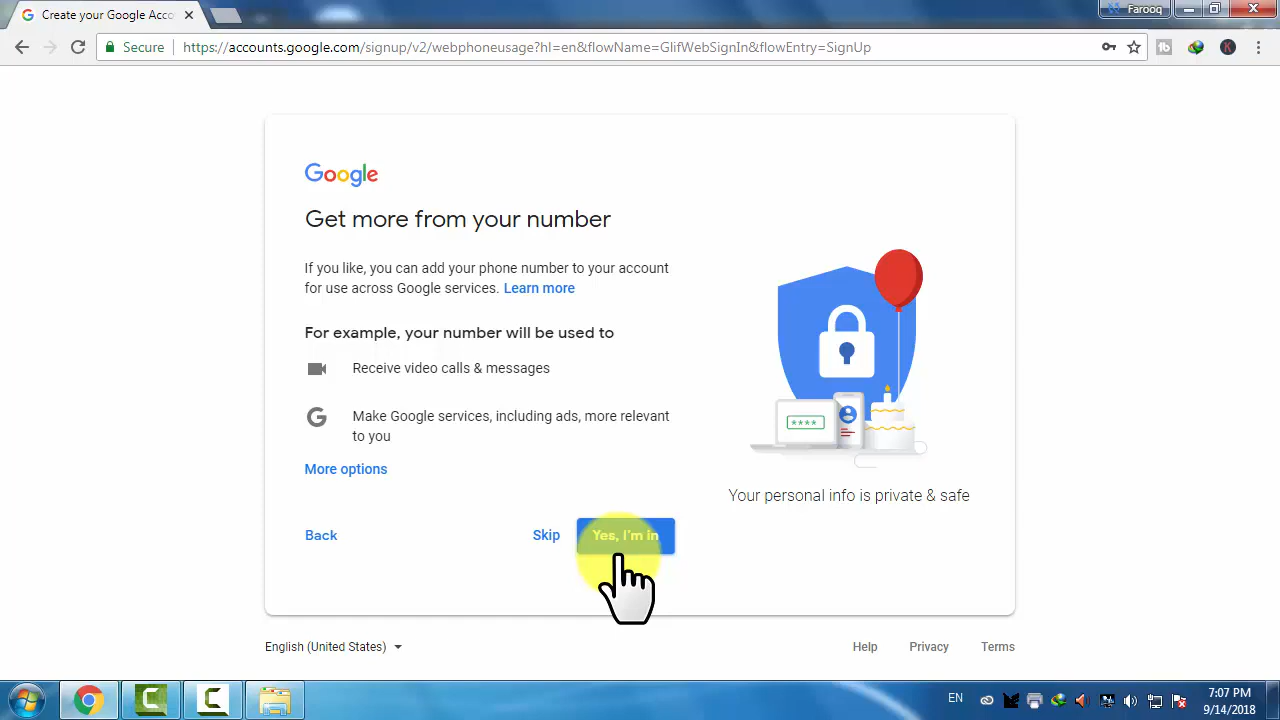 Create your Google Acco
Farooq
Secure
https://accounts.google.com/signup/v2/webphoneusage?hl=en&flowName=GlifWebSignIn&flowEntry=SignUp
Google
Get more from your number
If you like, you can add your phone number to your account
for use across Google services. Learn more
For example, your number will be used to
Receive video calls & messages
Make Google services, including ads, more relevant
to you
More options
****
Your personal info is private & safe
Back
Skip
Yes, I'm in
English (United States)
Help
Privacy
Terms
EN
7:07 PM
9/14/2018